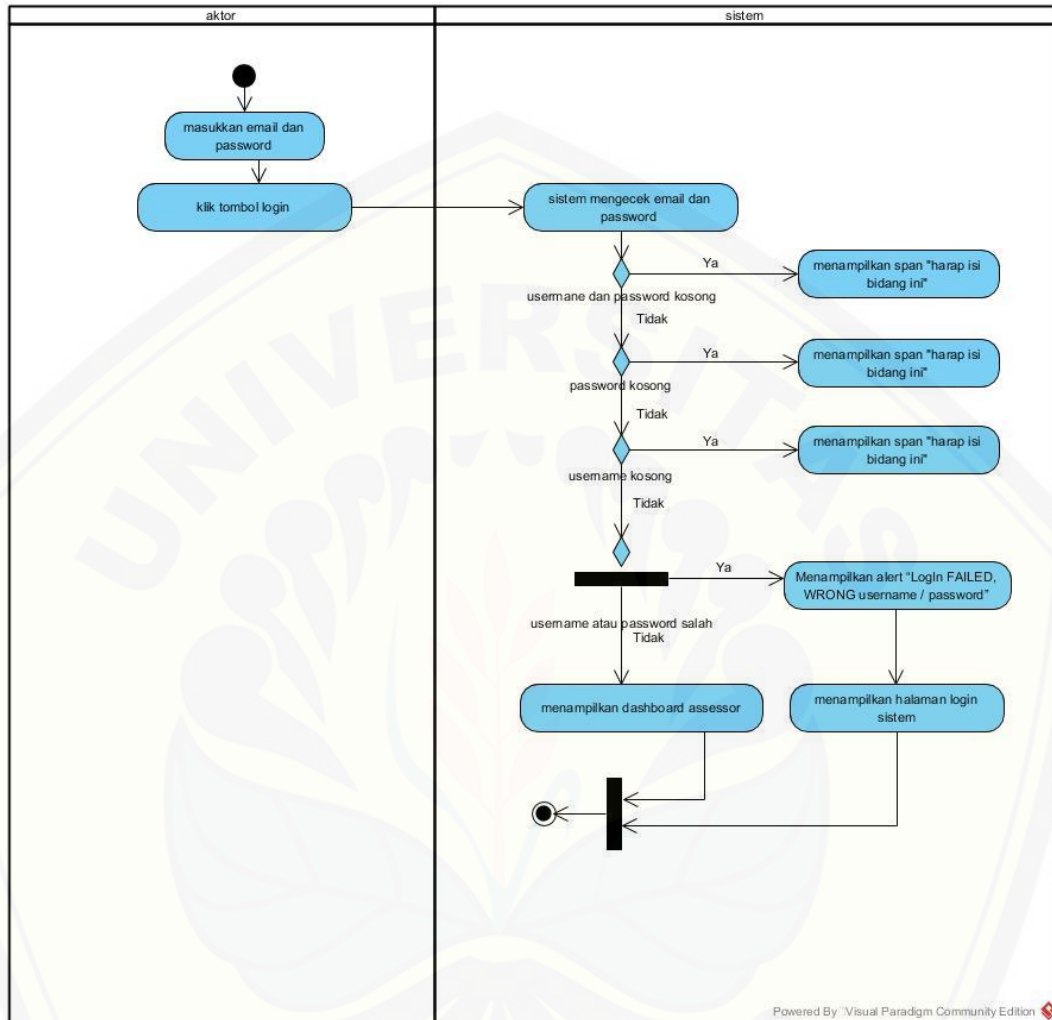 aktor
sistem
masukkan email dan
password
klik tombol login
sistem mengecek email dan
password
Ya
menampilkan span "harap isi
bidang ini"
usermane dan password kosong
Tidak
Ya
menampilkan span "harap isi
bidang ini"
password kosong
Tidak
Ya
menampilkan span "harap isi
bidang ini"
username kosong
Tidak
Ya
Menampilkan alert “LogIn FAILED,
WRONG username / password”
username atau password salah
Tidak
menampilkan dashboard assessor
menampilkan halaman login
sistem
UNIVERSITAS
Powered By Visual Paradigm Community Edition